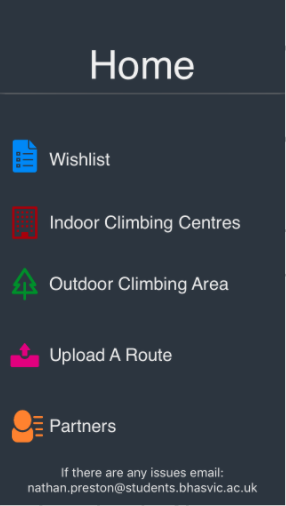 Home
Wishlist
Indoor Climbing Centres
Outdoor Climbing Area
Upload A Route
Partners
If there are any issues email:
nathan.preston@students.bhasvic.ac.uk